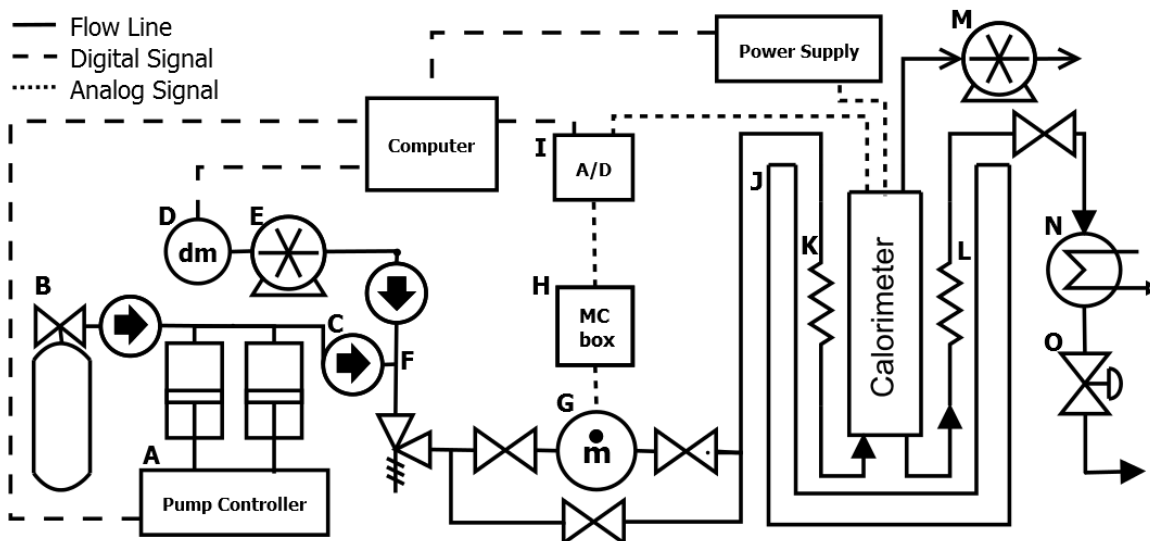 Flow Line
Digital Signal
Analog Signal
Power Supply
M
Computer
I
A/D
J
D
dm
E
B
C
F
H
MC
box
G
ṁ
K
L
Calorimeter
N
O
A
Pump Controller